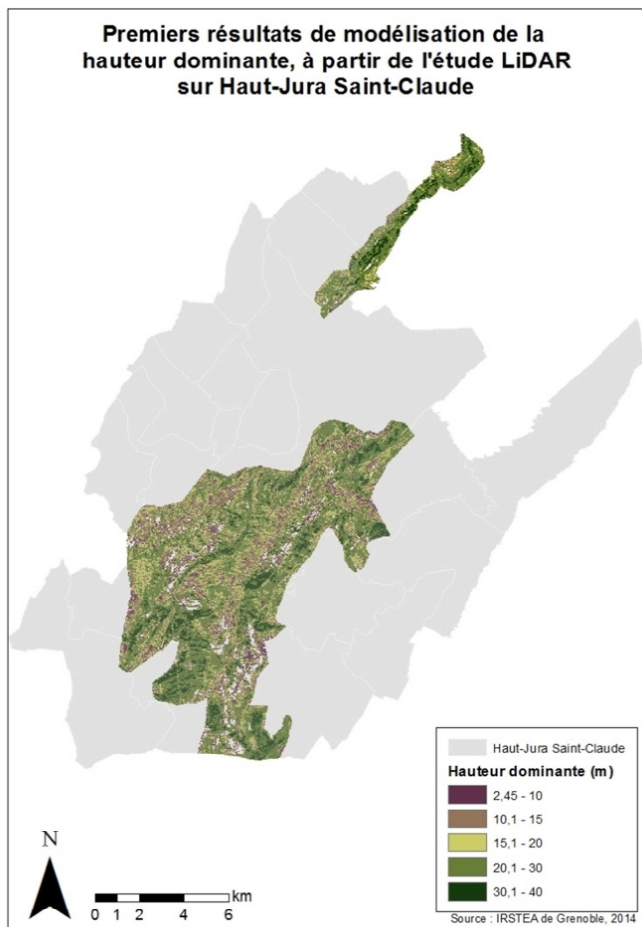 Premiers résultats de modélisation de la
hauteur dominante, à partir de l'étude LiDAR
sur Haut-Jura Saint-Claude
Haut-Jura Saint-Claude
Hauteur dominante (m)
2,45 - 10
10,1 - 15
15,1 - 20
20,1 - 30
30,1 - 40
N
km
0 1 2 4 6
Source : IRSTEA de Grenoble, 2014